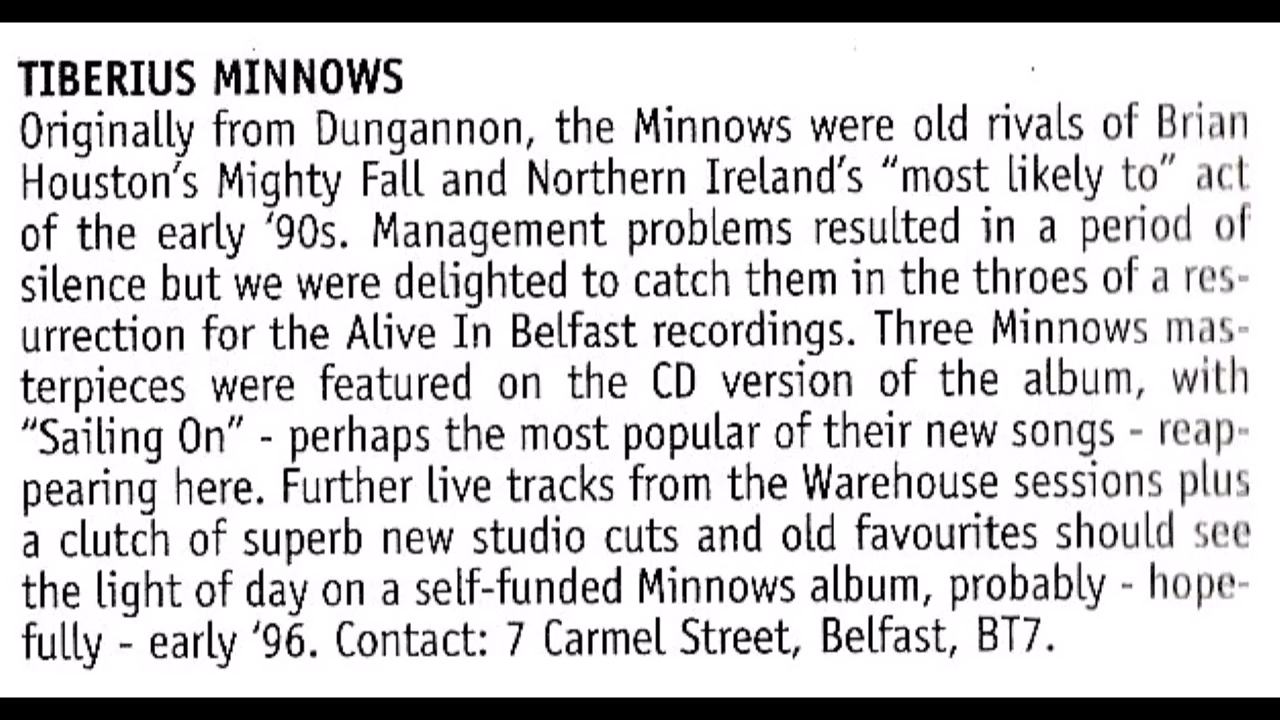 TIBERIUS MINNOWS
Originally from Dungannon, the Minnows were old rivals of Brian
Houston's Mighty Fall and Northern Ireland's “most likely to” act
of the early '90s. Management problems resulted in a period of
silence but we were delighted to catch them in the throes of a res-
urrection for the Alive In Belfast recordings. Three Minnows mas-
terpieces were featured on the CD version of the album, with
“Sailing On” - perhaps the most popular of their new songs - reap-
pearing here. Further live tracks from the Warehouse sessions plus
a clutch of superb new studio cuts and old favourites should see
the light of day on a self-funded Minnows album, probably - hope-
fully - early '96. Contact: 7 Carmel Street, Belfast, BT7.